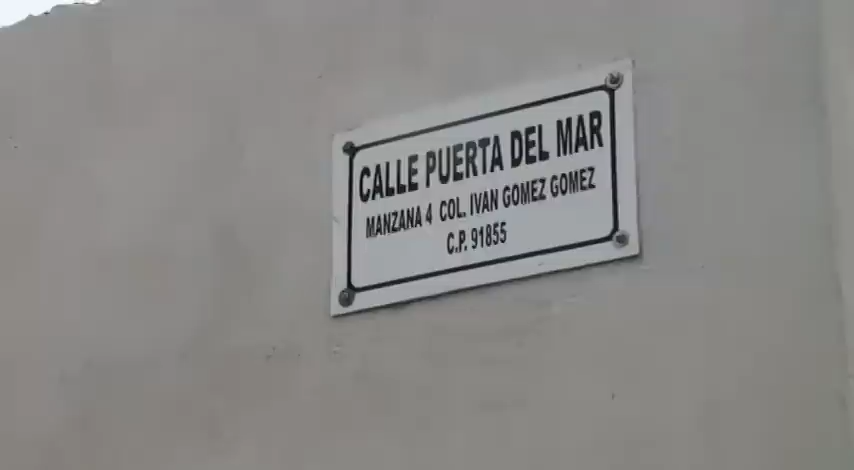 CALLE PUERTA DEL MAR
MANZANA 4 COL. IVAN GOMEZ GOMEZ
C.P. 91855